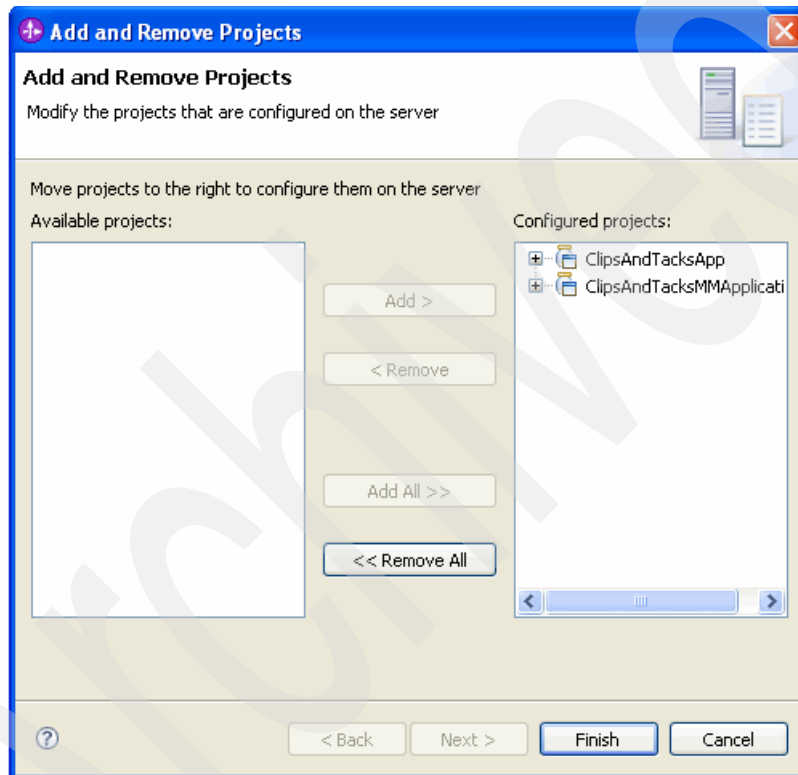 Add and Remove Projects
Add and Remove Projects
Modify the projects that are configured on the server
Move projects to the right to configure them on the server
Available projects:
Configured projects:
ClipsAndTacksApp
ClipsAndTacksMMApplicati
Add >
< Remove
Add All >>
<< Remove All
< Back
Next >
Finish
Cancel